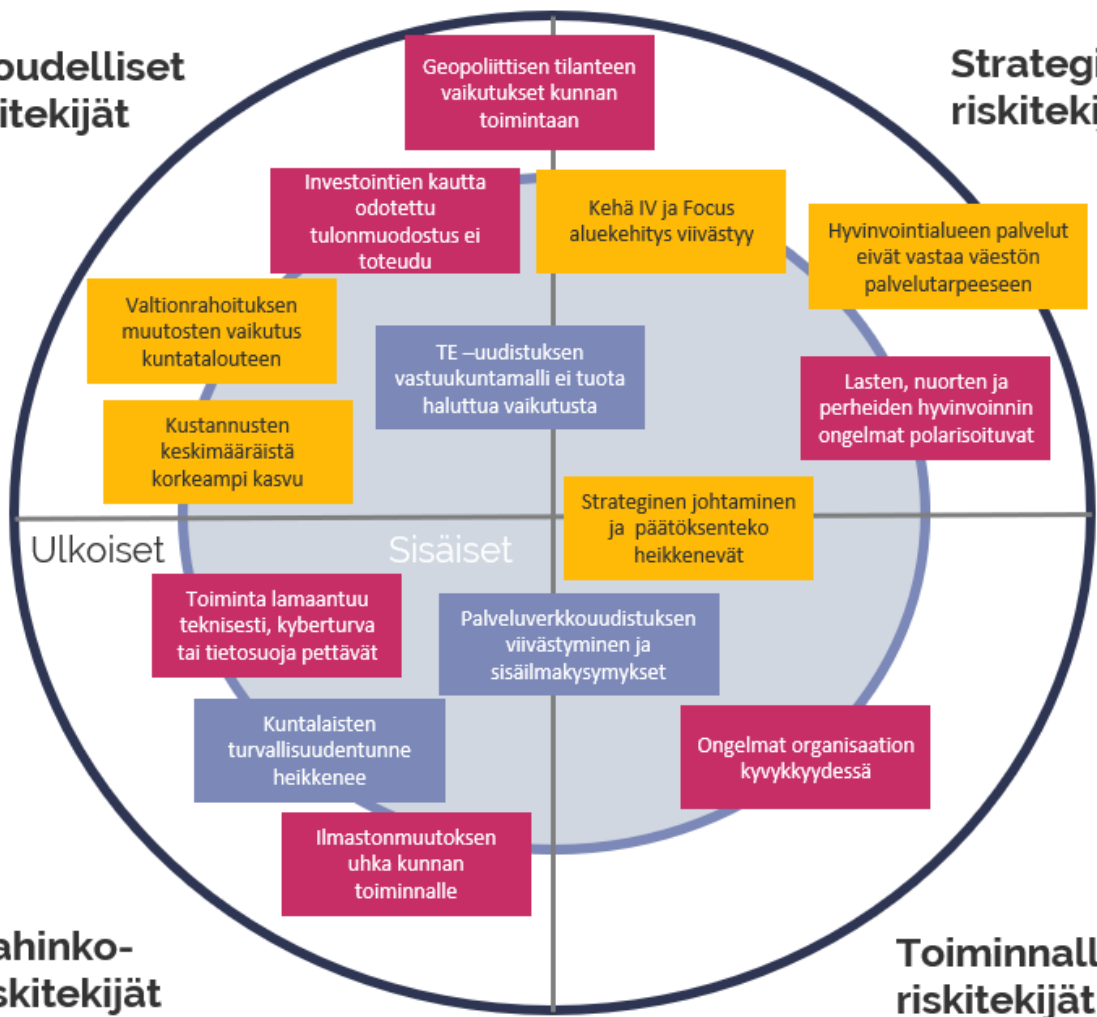 oudelliset
itekijät
Geopoliittisen tilanteen
vaikutukset kunnan
toimintaan
Strategi
riskitekij
Investointien kautta
odotettu
tulonmuodostus ei
toteudu
Kehä IV ja Focus
aluekehitys viivästyy
Hyvinvointialueen palvelut
eivät vastaa väestön
palvelutarpeeseen
Valtionrahoituksen
muutosten vaikutus
kuntatalouteen
TE –uudistuksen
vastuukuntamalli ei tuota
haluttua vaikutusta
Lasten, nuorten ja
perheiden hyvinvoinnin
ongelmat polarisoituvat
Kustannusten
keskimääräistä
korkeampi kasvu
Strateginen johtaminen
ja päätöksenteko
heikkenevät
Ulkoiset
Sisäiset
Toiminta lamaantuu
teknisesti, kyberturva
tai tietosuoja pettävät
Palveluverkkouudistuksen
viivästyminen ja
sisäilmakysymykset
Kuntalaisten
turvallisuudentunne
heikkenee
Ongelmat organisaation
kyvykkyydessä
Ilmastonmuutoksen
uhka kunnan
toiminnalle
ahinko-
skitekijät
Toiminnall
riskitekijät